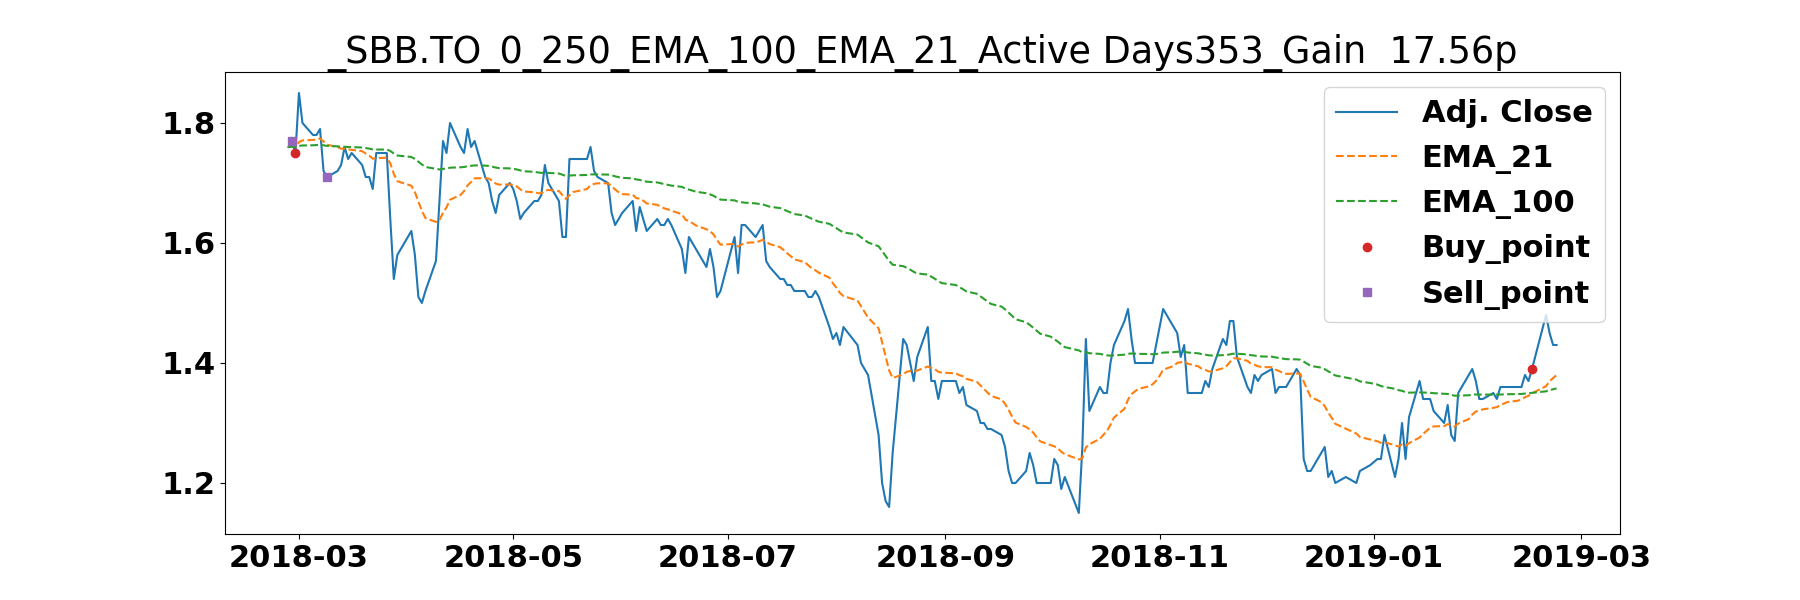 _SBB.TO_0_250_EMA_100_EMA_21_Active Days353_Gain  17.56p
1.8
1.6
1.4
1.2
Adj. Close
EMA_21
EMA_100
Buy_point
Sell_point
2018-03 2018-05 2018-07 2018-09 2018-11 2019-01 2019-03